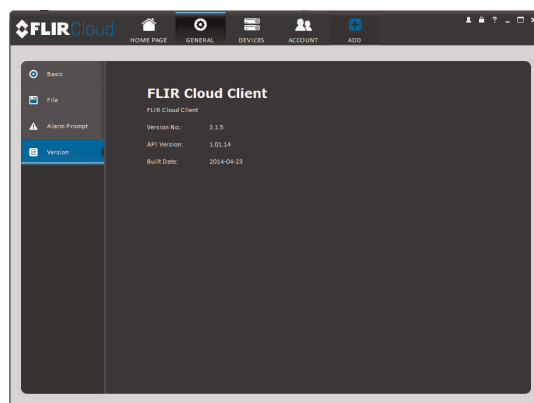 FLIR Cloud
HOME PAGE GENERAL DEVICES ACCOUNT ADD
Basic
File
Alarm Prompt
Version
FLIR Cloud Client
FLIR Cloud Client
Version No.: 2.1.5
API Version: 1.01.14
Built Date: 2014-04-23